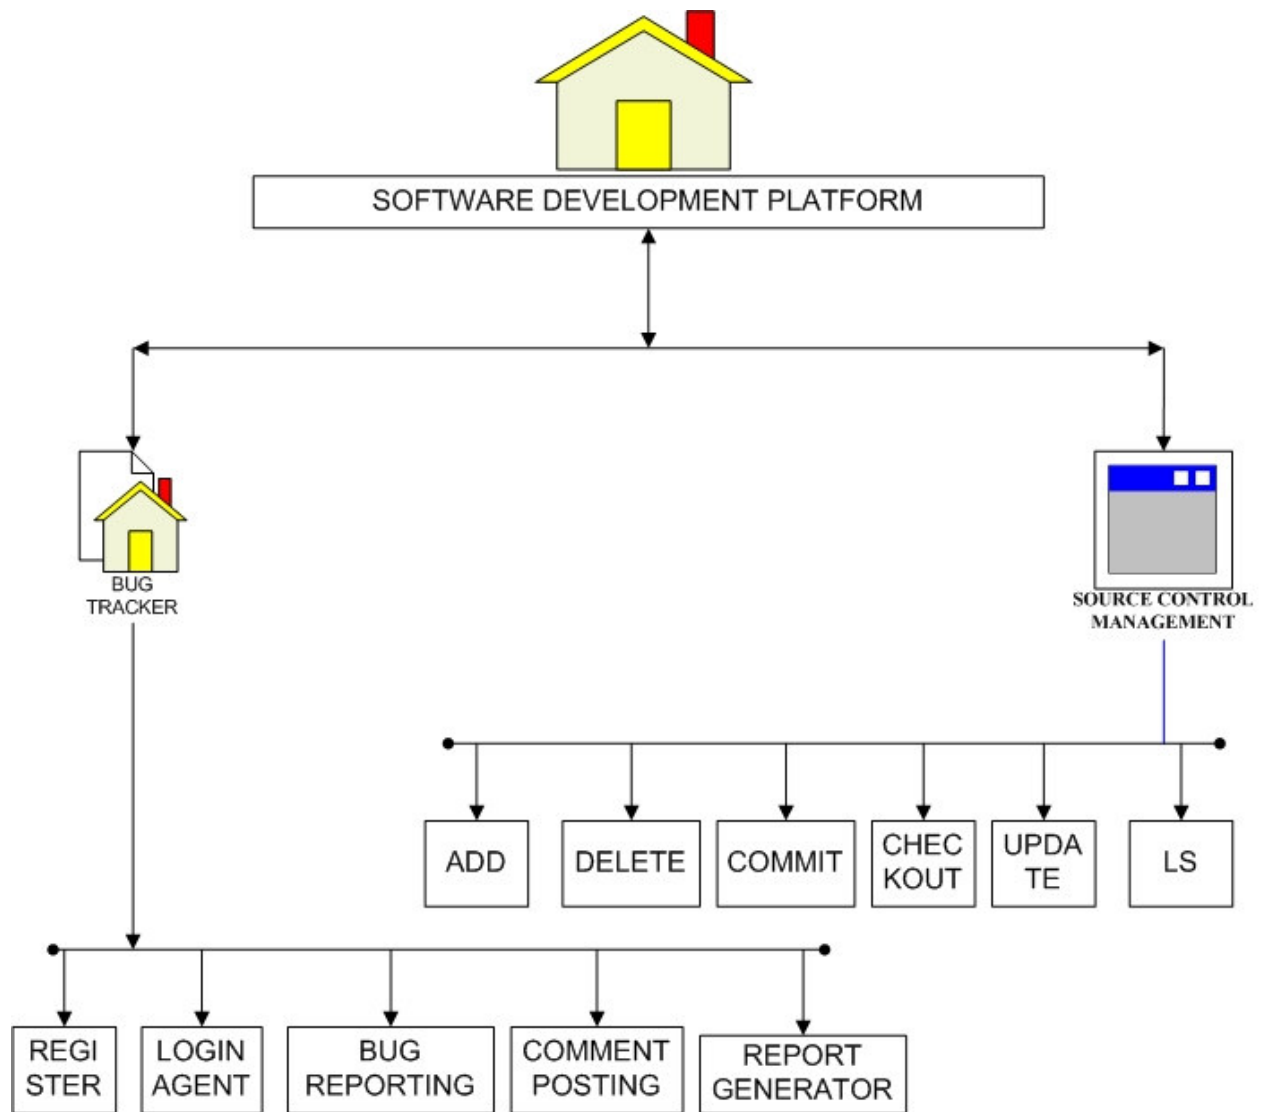 SOFTWARE DEVELOPMENT PLATFORM
BUG
TRACKER
SOURCE CONTROL
MANAGEMENT
ADD
DELETE
COMMIT
CHEC
KOUT
UPDA
TE
LS
REGI
STER
LOGIN
AGENT
BUG
REPORTING
COMMENT
POSTING
REPORT
GENERATOR